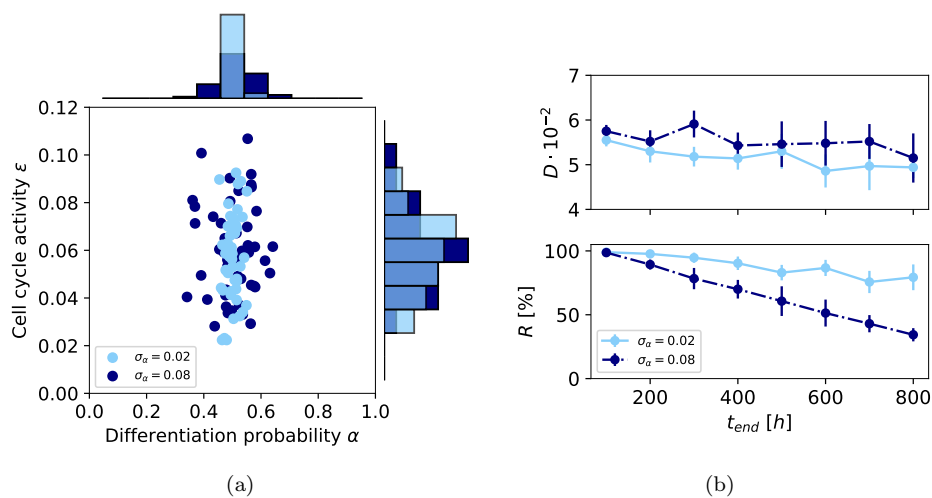 0.12
0.10
0.08
0.06
0.04
0.02
0.00
Cell cycle activity ε
σα = 0.02
σα = 0.08
0.0 0.2 0.4 0.6 0.8 1.0
Differentiation probability α
(a)
7
6
5
4
D · 10⁻²
100
50
0
R [%]
σα = 0.02
σα = 0.08
200 400 600 800
t_end [h]
(b)